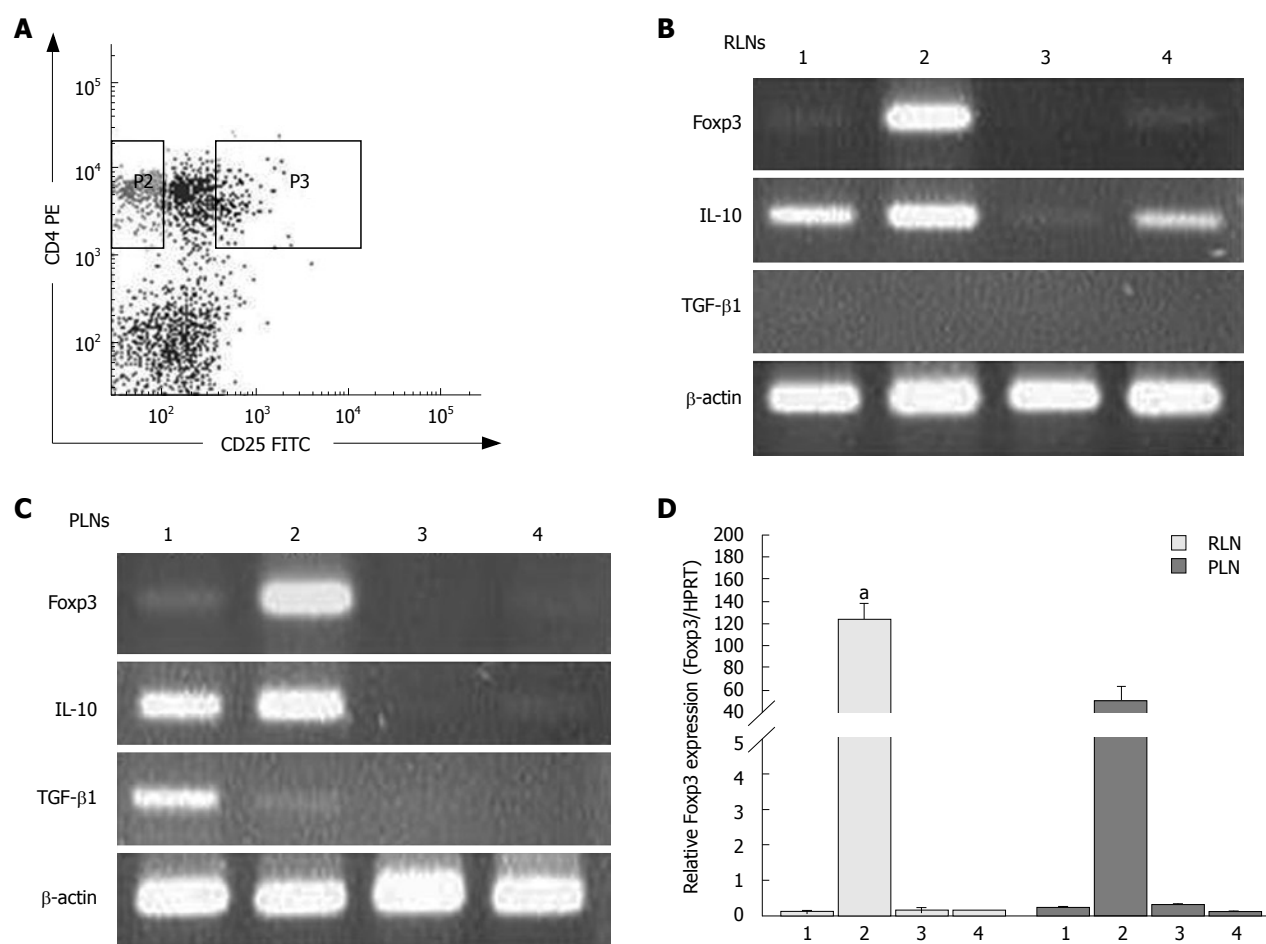 A
CD4 PE
10⁵
10⁴
10³
10²
P2
P3
10² 10³ 10⁴ 10⁵
CD25 FITC
B
RLNs
1 2 3 4
Foxp3
IL-10
TGF-β1
β-actin
C
PLNs
1 2 3 4
Foxp3
IL-10
TGF-β1
β-actin
D
Relative Foxp3 expression (Foxp3/HPRT)
200
180
160
140
120
100
80
60
40
5
4
3
2
1
0
a
RLN
PLN
1 2 3 4 1 2 3 4